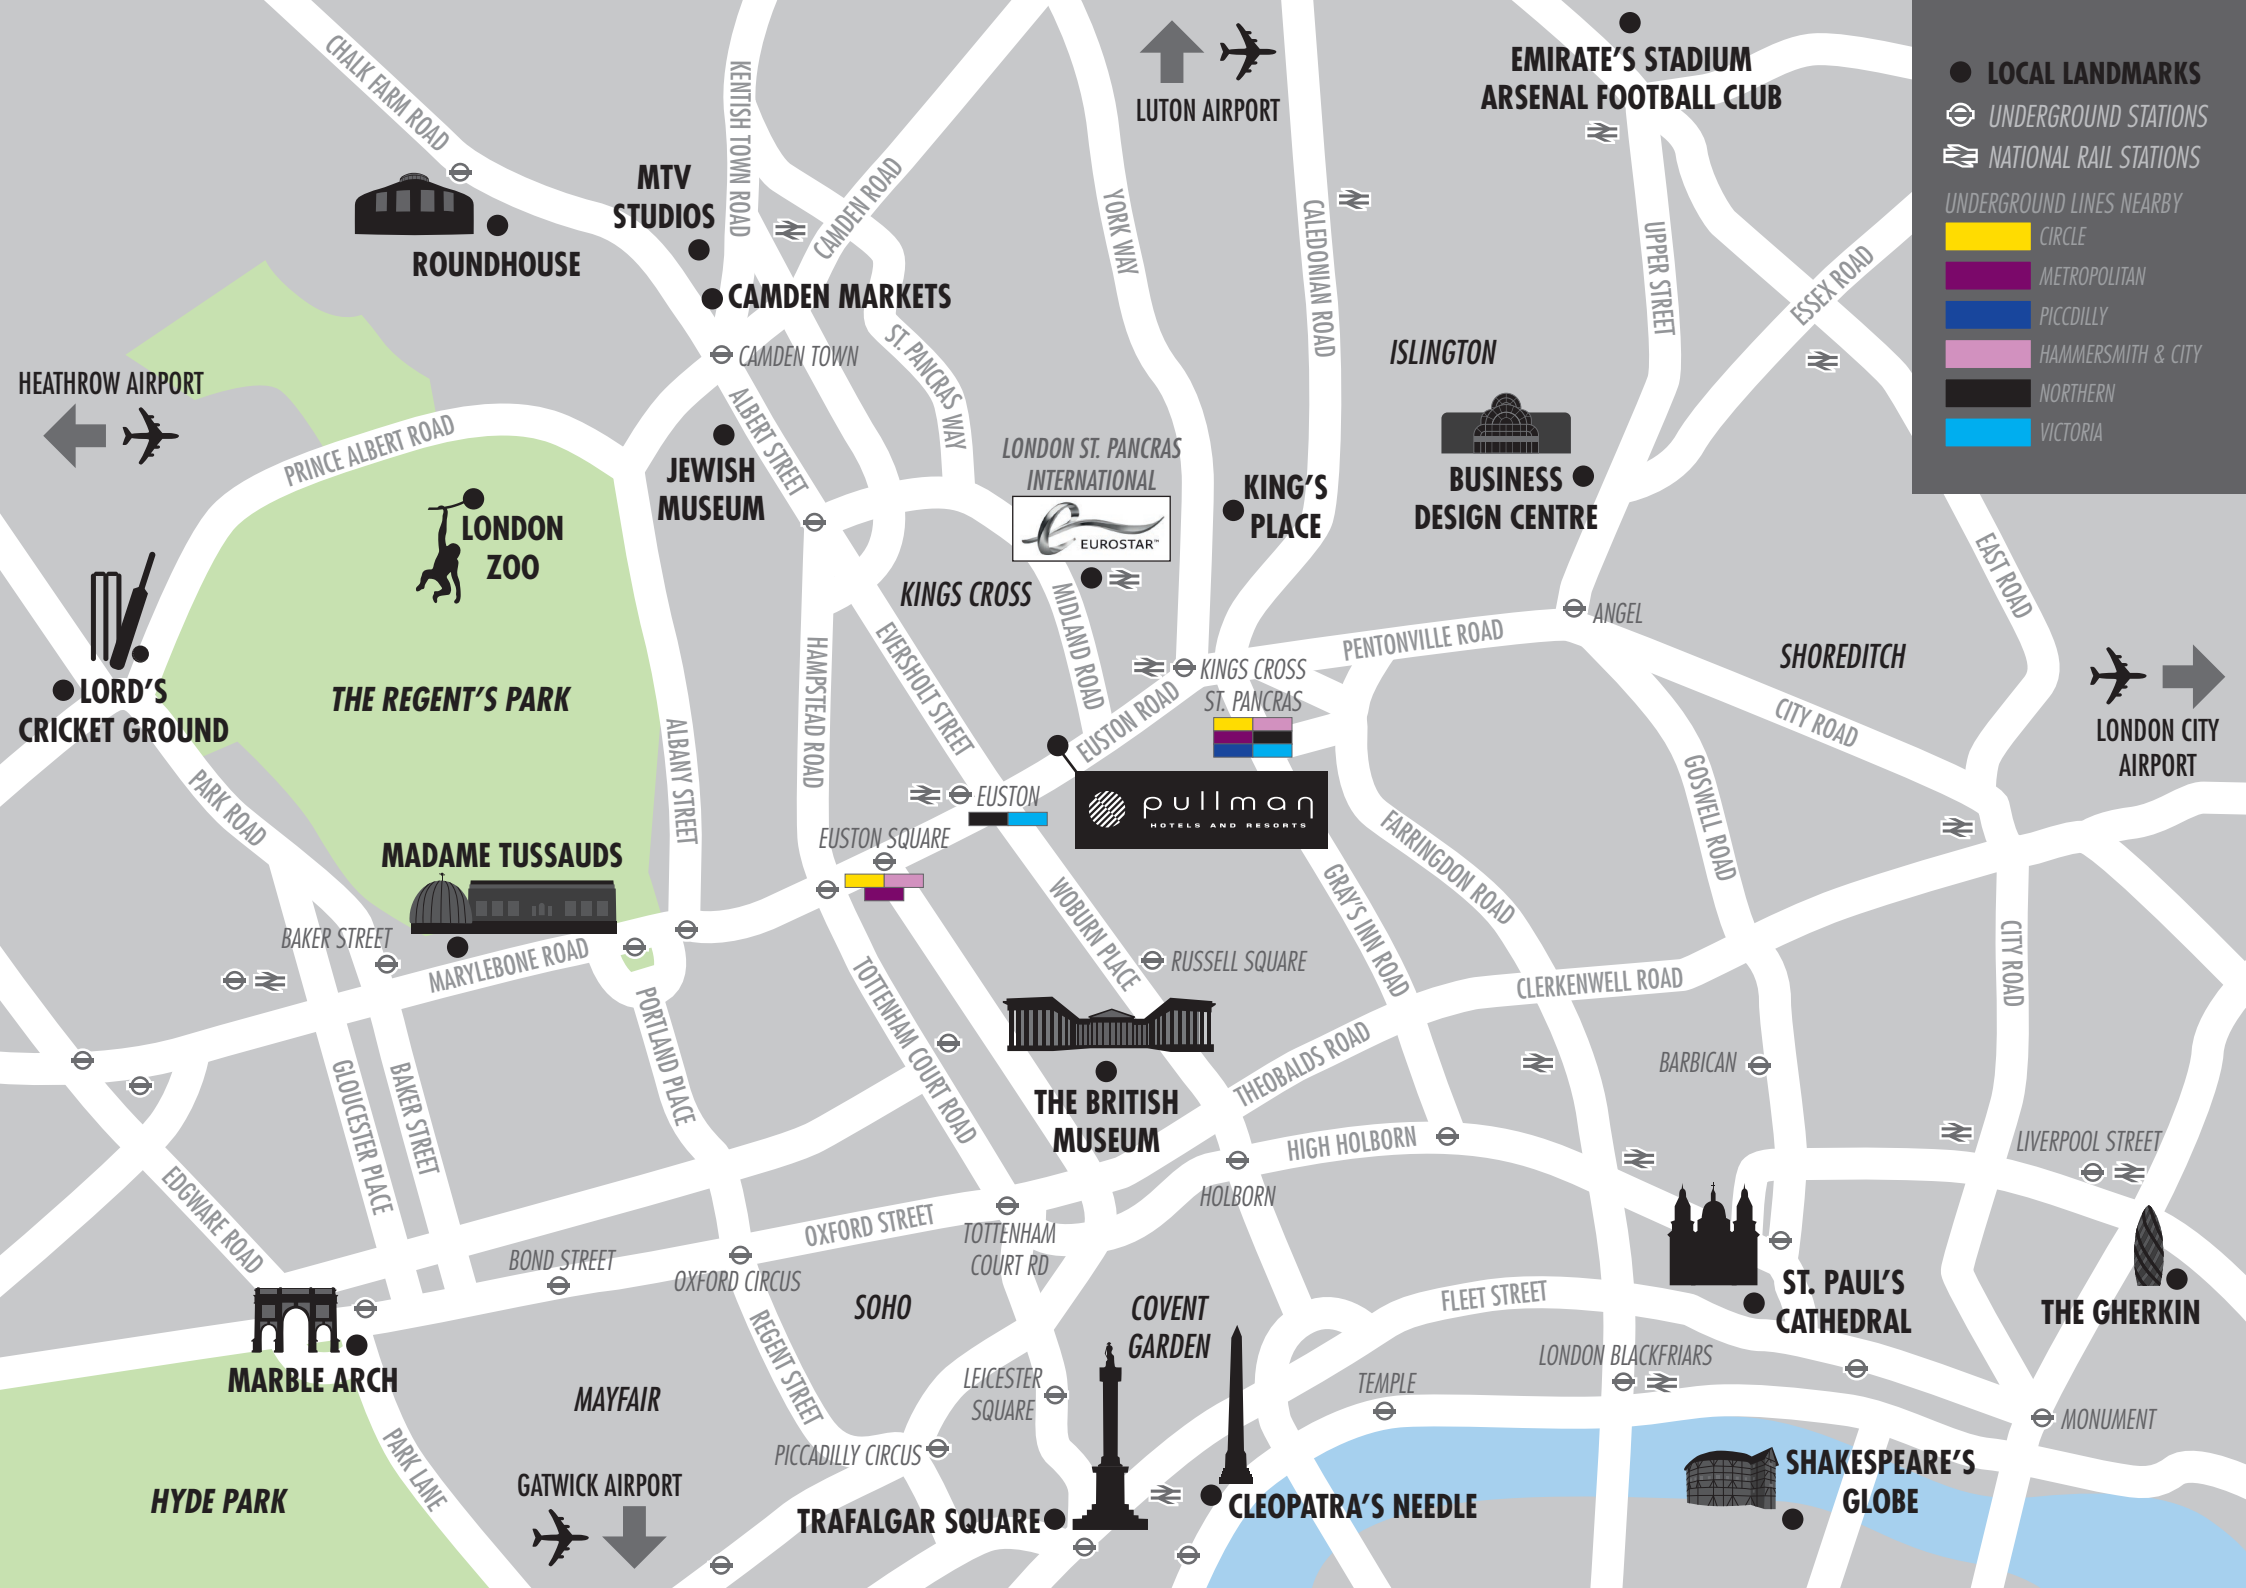 CHALK FARM ROAD
KENTISH TOWN ROAD
MTV
STUDIOS
ROUNDHOUSE
CAMDEN ROAD
CAMDEN MARKETS
CAMDEN TOWN
ST. PANCRAS WAY
LUTON AIRPORT
YORK WAY
CALEDONIAN ROAD
EMIRATE'S STADIUM
ARSENAL FOOTBALL CLUB
UPPER STREET
ESSEX ROAD
ISLINGTON
LOCAL LANDMARKS
UNDERGROUND STATIONS
NATIONAL RAIL STATIONS
UNDERGROUND LINES NEARBY
CIRCLE
METROPOLITAN
PICCDILLY
HAMMERSMITH & CITY
NORTHERN
VICTORIA
HEATHROW AIRPORT
PRINCE ALBERT ROAD
LONDON
ZOO
ALBERT STREET
JEWISH
MUSEUM
LONDON ST. PANCRAS
INTERNATIONAL
EUROSTAR™
KING'S
PLACE
BUSINESS
DESIGN CENTRE
KINGS CROSS
MIDLAND ROAD
EAST ROAD
ANGEL
PENTONVILLE ROAD
SHOREDITCH
LORD'S
CRICKET GROUND
THE REGENT'S PARK
HAMPSTEAD ROAD
EVERSHOLT STREET
ALBANY STREET
KINGS CROSS
ST. PANCRAS
EUSTON ROAD
CITY ROAD
LONDON CITY
AIRPORT
PARK ROAD
MADAME TUSSAUDS
EUSTON
EUSTON SQUARE
pullman
HOTELS AND RESORTS
GOSWELL ROAD
FARRINGDON ROAD
GRAY'S INN ROAD
WOBURN PLACE
BAKER STREET
MARYLEBONE ROAD
RUSSELL SQUARE
CLERKENWELL ROAD
CITY ROAD
TOTTENHAM COURT ROAD
PORTLAND PLACE
THEOBALDS ROAD
BARBICAN
GLOUCESTER PLACE
BAKER STREET
THE BRITISH
MUSEUM
HIGH HOLBORN
LIVERPOOL STREET
HOLBORN
EDGWARE ROAD
OXFORD STREET
TOTTENHAM
COURT RD
BOND STREET
OXFORD CIRCUS
SOHO
COVENT
GARDEN
FLEET STREET
ST. PAUL'S
CATHEDRAL
THE GHERKIN
REGENT STREET
LONDON BLACKFRIARS
MARBLE ARCH
MAYFAIR
LEICESTER
SQUARE
TEMPLE
MONUMENT
PARK LANE
PICCADILLY CIRCUS
HYDE PARK
GATWICK AIRPORT
TRAFALGAR SQUARE
CLEOPATRA'S NEEDLE
SHAKESPEARE'S
GLOBE